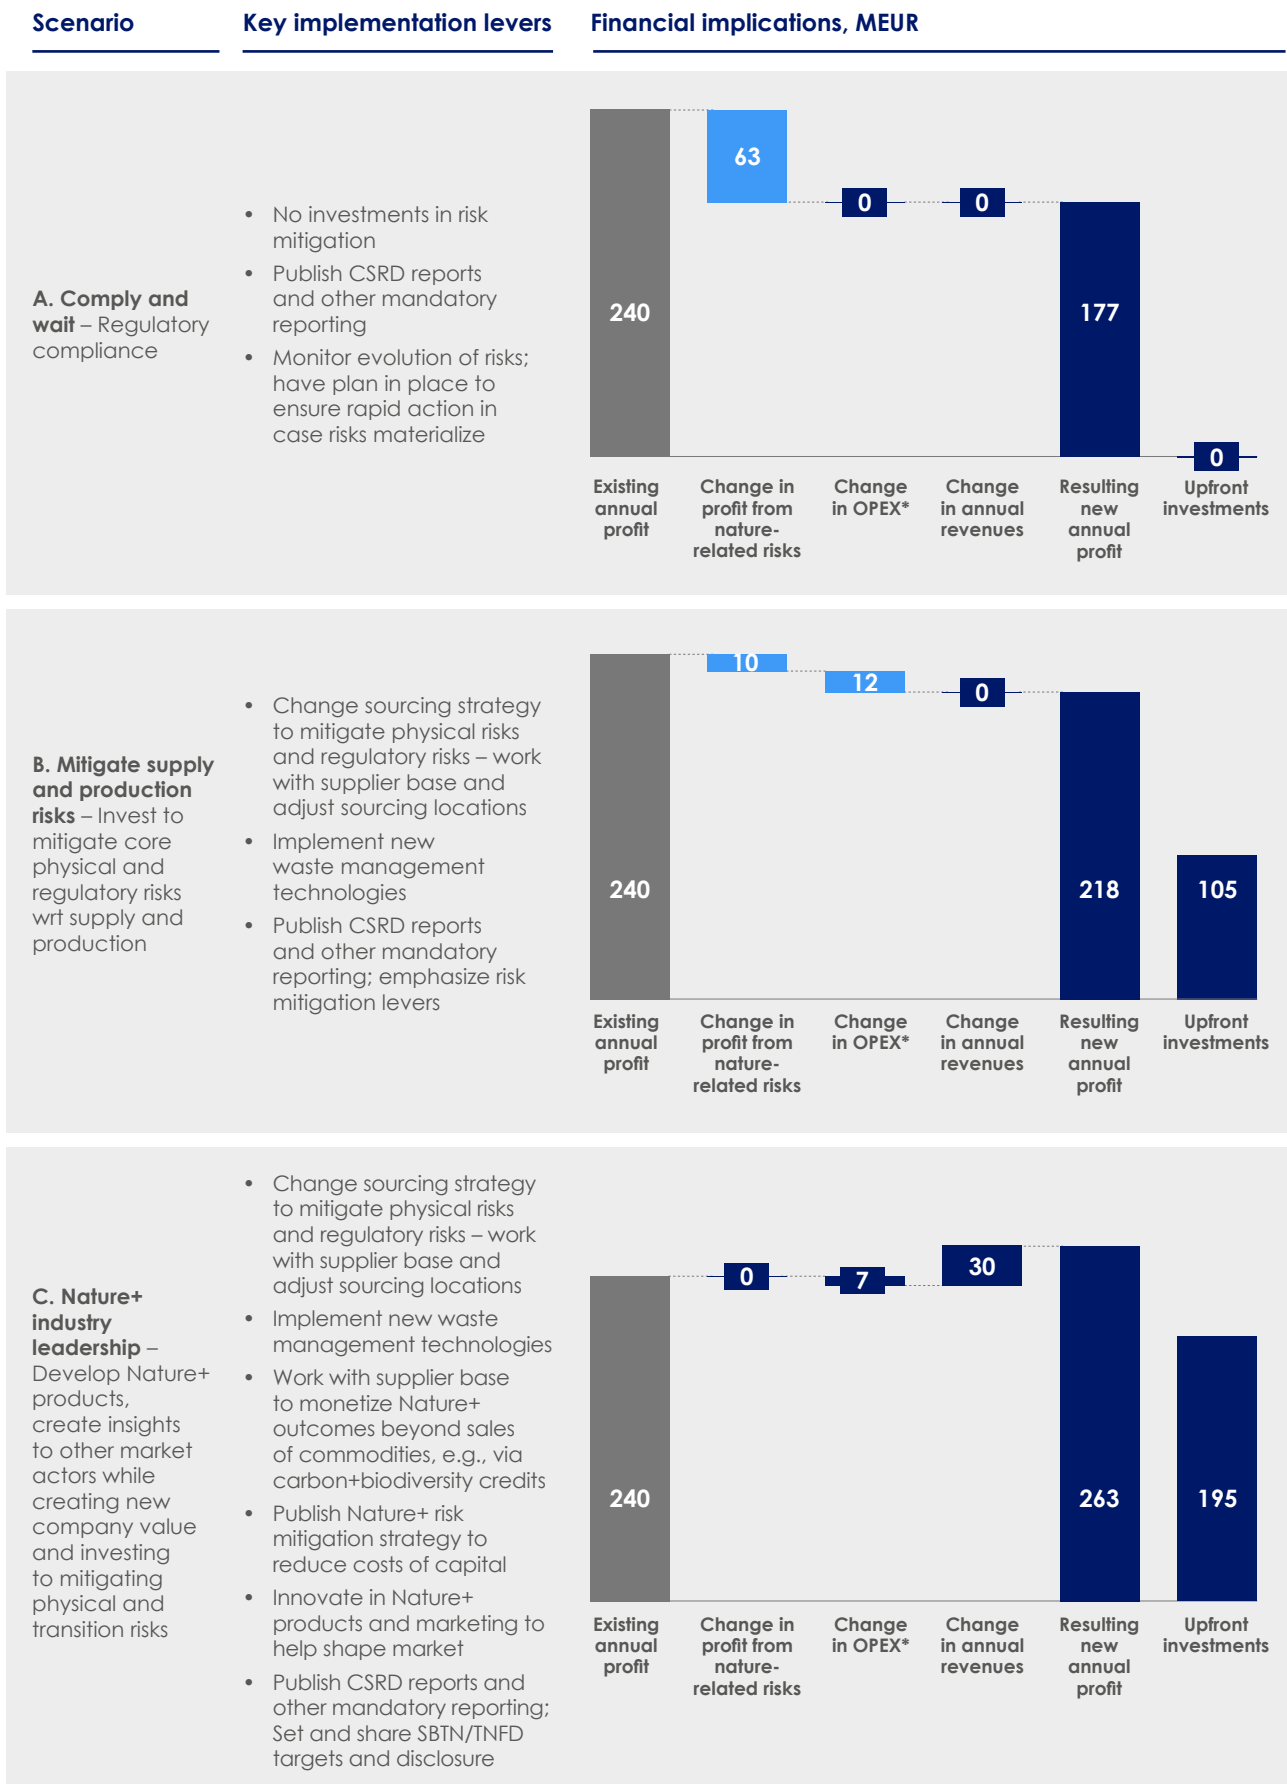 Scenario
Key implementation levers
Financial implications, MEUR
A. Comply and
wait – Regulatory
compliance
• No investments in risk
mitigation
• Publish CSRD reports
and other mandatory
reporting
• Monitor evolution of risks;
have plan in place to
ensure rapid action in
case risks materialize
240
63
0
0
177
0
Existing
annual
profit
Change in
profit from
nature-
related risks
Change
in OPEX*
Change
in annual
revenues
Resulting
new
annual
profit
Upfront
investments
B. Mitigate supply
and production
risks – Invest to
mitigate core
physical and
regulatory risks
wrt supply and
production
• Change sourcing strategy
to mitigate physical risks
and regulatory risks – work
with supplier base and
adjust sourcing locations
• Implement new
waste management
technologies
• Publish CSRD reports
and other mandatory
reporting; emphasize risk
mitigation levers
240
10
12
0
218
105
Existing
annual
profit
Change in
profit from
nature-
related risks
Change
in OPEX*
Change
in annual
revenues
Resulting
new
annual
profit
Upfront
investments
C. Nature+
industry
leadership –
Develop Nature+
products,
create insights
to other market
actors while
creating new
company value
and investing
to mitigating
physical and
transition risks
• Change sourcing strategy
to mitigate physical risks
and regulatory risks – work
with supplier base and
adjust sourcing locations
• Implement new waste
management technologies
• Work with supplier base
to monetize Nature+
outcomes beyond sales
of commodities, e.g., via
carbon+biodiversity credits
• Publish Nature+ risk
mitigation strategy to
reduce costs of capital
• Innovate in Nature+
products and marketing to
help shape market
• Publish CSRD reports and
other mandatory reporting;
Set and share SBTN/TNFD
targets and disclosure
240
0
7
30
263
195
Existing
annual
profit
Change in
profit from
nature-
related risks
Change
in OPEX*
Change
in annual
revenues
Resulting
new
annual
profit
Upfront
investments